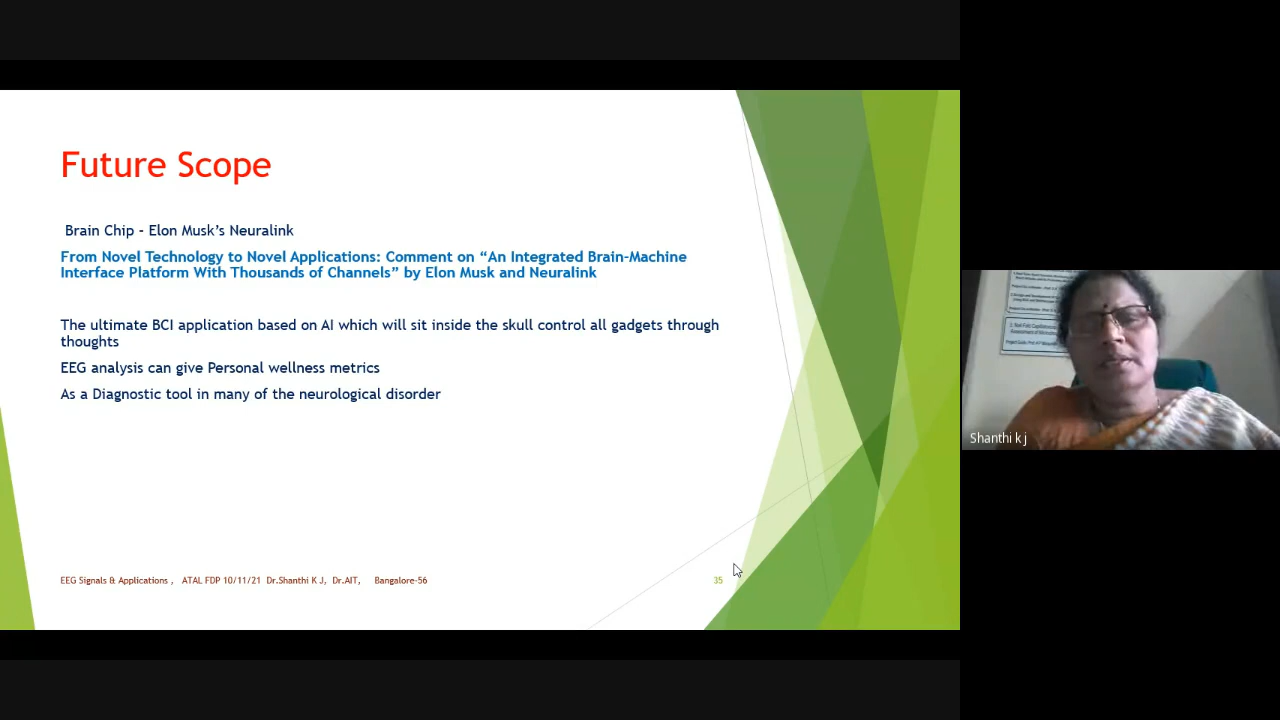 Future Scope
Brain Chip - Elon Musk's Neuralink
From Novel Technology to Novel Applications: Comment on “An Integrated Brain-Machine
Interface Platform With Thousands of Channels” by Elon Musk and Neuralink
The ultimate BCI application based on AI which will sit inside the skull control all gadgets through
thoughts
EEG analysis can give Personal wellness metrics
As a Diagnostic tool in many of the neurological disorder
EEG Signals & Applications , ATAL FDP 10/11/21 Dr.Shanthi K J, Dr.AIT, Bangalore-56
35
Shanthi k j